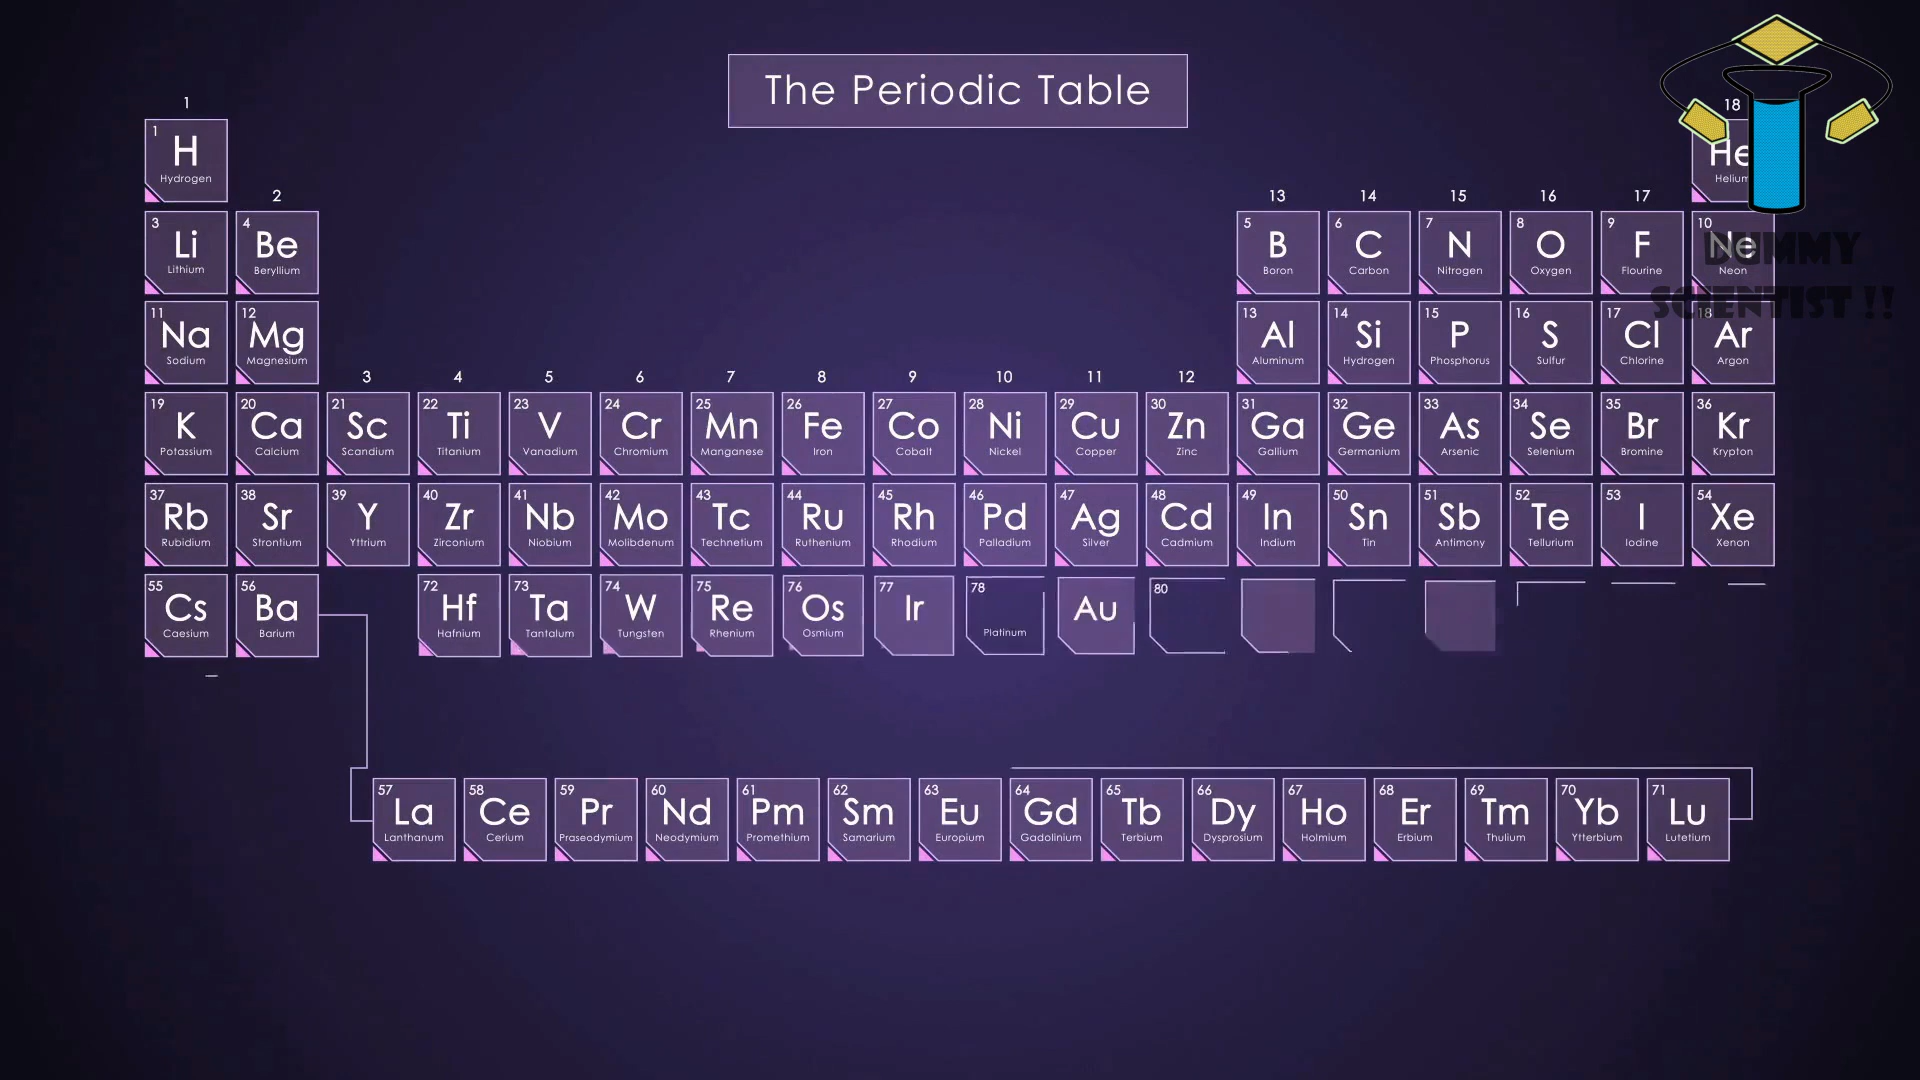 The Periodic Table
1 18
1 H Hydrogen He Helium
2 13 14 15 16 17
3 Li Lithium 4 Be Beryllium 5 B Boron 6 C Carbon 7 N Nitrogen 8 O Oxygen 9 F Flourine 10 Ne Neon
DUMMY
SCIENTIST !!
11 Na Sodium 12 Mg Magnesium 13 Al Aluminum 14 Si Hydrogen 15 P Phosphorus 16 S Sulfur 17 Cl Chlorine 18 Ar Argon
3 4 5 6 7 8 9 10 11 12
19 K Potassium 20 Ca Calcium 21 Sc Scandium 22 Ti Titanium 23 V Vanadium 24 Cr Chromium 25 Mn Manganese 26 Fe Iron 27 Co Cobalt 28 Ni Nickel 29 Cu Copper 30 Zn Zinc 31 Ga Gallium 32 Ge Germanium 33 As Arsenic 34 Se Selenium 35 Br Bromine 36 Kr Krypton
37 Rb Rubidium 38 Sr Strontium 39 Y Yttrium 40 Zr Zirconium 41 Nb Niobium 42 Mo Molibdenum 43 Tc Technetium 44 Ru Ruthenium 45 Rh Rhodium 46 Pd Palladium 47 Ag Silver 48 Cd Cadmium 49 In Indium 50 Sn Tin 51 Sb Antimony 52 Te Tellurium 53 I Iodine 54 Xe Xenon
55 Cs Caesium 56 Ba Barium 72 Hf Hafnium 73 Ta Tantalum 74 W Tungsten 75 Re Rhenium 76 Os Osmium 77 Ir 78 Platinum Au 80
57 La Lanthanum 58 Ce Cerium 59 Pr Praseodymium 60 Nd Neodymium 61 Pm Promethium 62 Sm Samarium 63 Eu Europium 64 Gd Gadolinium 65 Tb Terbium 66 Dy Dysprosium 67 Ho Holmium 68 Er Erbium 69 Tm Thulium 70 Yb Ytterbium 71 Lu Lutetium